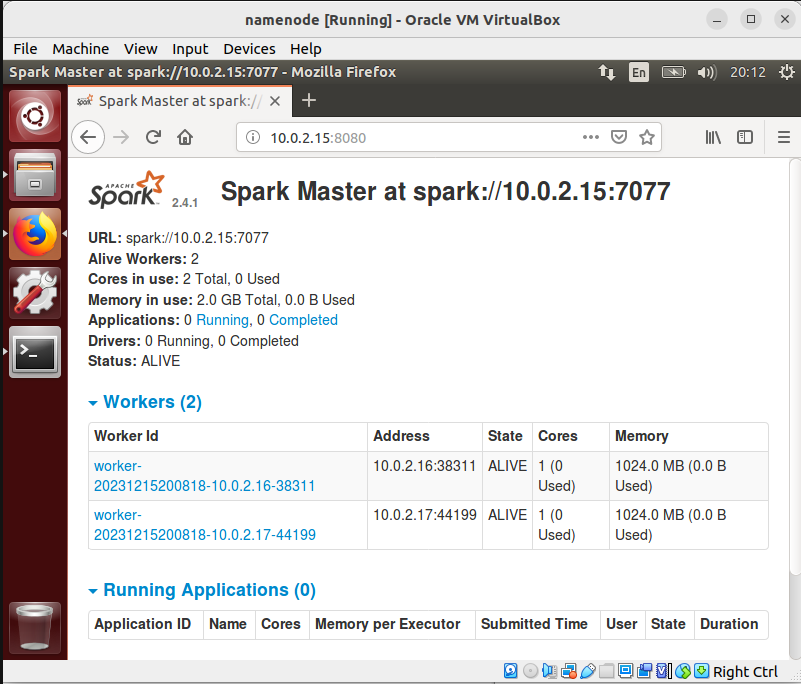 namenode [Running] - Oracle VM VirtualBox
File Machine View Input Devices Help
Spark Master at spark://10.0.2.15:7077 - Mozilla Firefox
En
20:12
Spark Master at spark://
10.0.2.15:8080
APACHE
Spark
2.4.1
Spark Master at spark://10.0.2.15:7077
URL: spark://10.0.2.15:7077
Alive Workers: 2
Cores in use: 2 Total, 0 Used
Memory in use: 2.0 GB Total, 0.0 B Used
Applications: 0 Running, 0 Completed
Drivers: 0 Running, 0 Completed
Status: ALIVE
Workers (2)
Worker Id Address State Cores Memory
worker-
20231215200818-10.0.2.16-38311
10.0.2.16:38311 ALIVE 1 (0
Used)
1024.0 MB (0.0 B
Used)
worker-
20231215200818-10.0.2.17-44199
10.0.2.17:44199 ALIVE 1 (0
Used)
1024.0 MB (0.0 B
Used)
Running Applications (0)
Application ID Name Cores Memory per Executor Submitted Time User State Duration
Right Ctrl